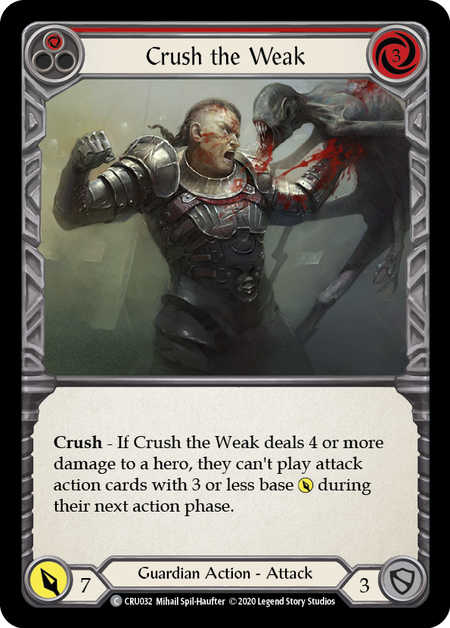 Crush the Weak
3
Crush - If Crush the Weak deals 4 or more
damage to a hero, they can't play attack
action cards with 3 or less base during
their next action phase.
7
Guardian Action - Attack
3
C CRU032 Mihail Spil-Haufter © 2020 Legend Story Studios